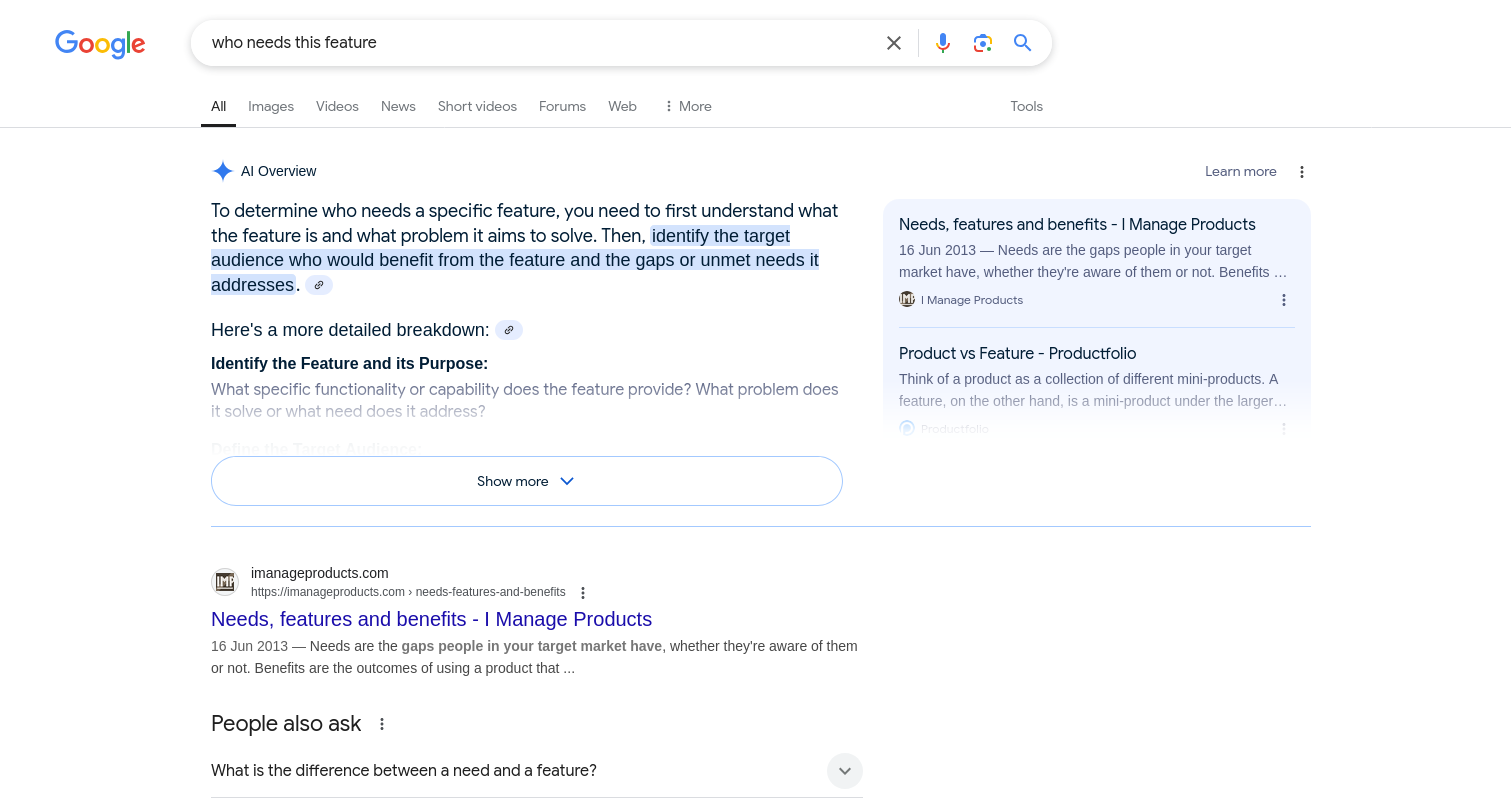 Google
who needs this feature
All
Images
Videos
News
Short videos
Forums
Web
More
Tools
AI Overview
Learn more
To determine who needs a specific feature, you need to first understand what
the feature is and what problem it aims to solve. Then, identify the target
audience who would benefit from the feature and the gaps or unmet needs it
addresses.
Here's a more detailed breakdown:
Identify the Feature and its Purpose:
What specific functionality or capability does the feature provide? What problem does
it solve or what need does it address?
Define the Target Audience:
Show more
Needs, features and benefits - I Manage Products
16 Jun 2013 — Needs are the gaps people in your target
market have, whether they're aware of them or not. Benefits ...
IMP
I Manage Products
Product vs Feature - Productfolio
Think of a product as a collection of different mini-products. A
feature, on the other hand, is a mini-product under the larger...
Productfolio
IMP
imanageproducts.com
https://imanageproducts.com › needs-features-and-benefits
Needs, features and benefits - I Manage Products
16 Jun 2013 — Needs are the gaps people in your target market have, whether they're aware of them
or not. Benefits are the outcomes of using a product that ...
People also ask
What is the difference between a need and a feature?